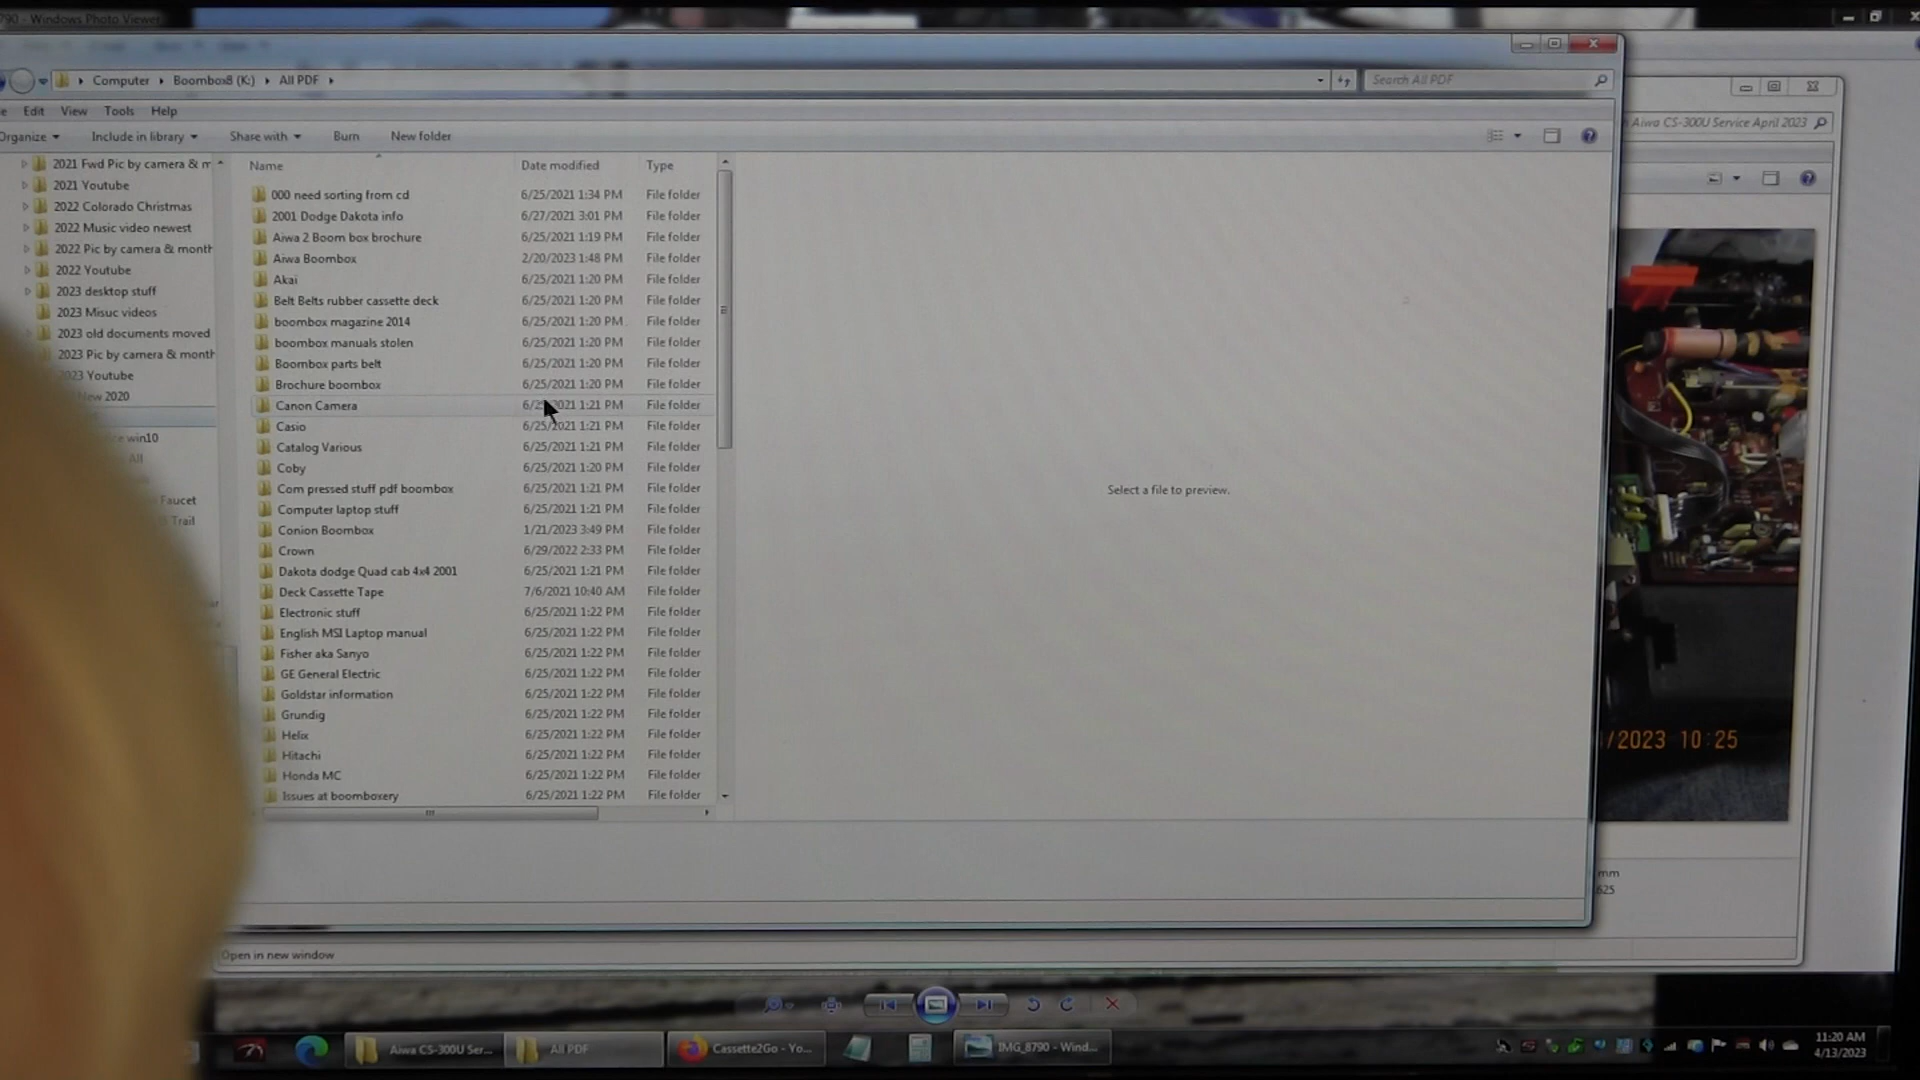 790 - Windows Photo Viewer
Computer Boombox8 (K:) All PDF
Search All PDF
Edit View Tools Help
Organize Include in library Share with Burn New folder
Aiwa CS-300U Service April 2023
2021 Fwd Pic by camera & m
2021 Youtube
2022 Colorado Christmas
2022 Music video newest
2022 Pic by camera & month
2022 Youtube
2023 desktop stuff
2023 Misuc videos
2023 old documents moved
2023 Pic by camera & month
2023 Youtube
New 2020
win10
All
Faucet
Trail
Name Date modified Type
000 need sorting from cd 6/25/2021 1:34 PM File folder
2001 Dodge Dakota info 6/27/2021 3:01 PM File folder
Aiwa 2 Boom box brochure 6/25/2021 1:19 PM File folder
Aiwa Boombox 2/20/2023 1:48 PM File folder
Akai 6/25/2021 1:20 PM File folder
Belt Belts rubber cassette deck 6/25/2021 1:20 PM File folder
boombox magazine 2014 6/25/2021 1:20 PM File folder
boombox manuals stolen 6/25/2021 1:20 PM File folder
Boombox parts belt 6/25/2021 1:20 PM File folder
Brochure boombox 6/25/2021 1:20 PM File folder
Canon Camera 6/25/2021 1:21 PM File folder
Casio 6/25/2021 1:21 PM File folder
Catalog Various 6/25/2021 1:21 PM File folder
Coby 6/25/2021 1:20 PM File folder
Com pressed stuff pdf boombox 6/25/2021 1:21 PM File folder
Computer laptop stuff 6/25/2021 1:21 PM File folder
Conion Boombox 1/21/2023 3:49 PM File folder
Crown 6/29/2022 2:33 PM File folder
Dakota dodge Quad cab 4x4 2001 6/25/2021 1:21 PM File folder
Deck Cassette Tape 7/6/2021 10:40 AM File folder
Electronic stuff 6/25/2021 1:22 PM File folder
English MSI Laptop manual 6/25/2021 1:22 PM File folder
Fisher aka Sanyo 6/25/2021 1:22 PM File folder
GE General Electric 6/25/2021 1:22 PM File folder
Goldstar information 6/25/2021 1:22 PM File folder
Grundig 6/25/2021 1:22 PM File folder
Helix 6/25/2021 1:22 PM File folder
Hitachi 6/25/2021 1:22 PM File folder
Honda MC 6/25/2021 1:22 PM File folder
Issues at boomboxery 6/25/2021 1:22 PM File folder
Select a file to preview.
/2023 10:25
mm
625
Open in new window
Aiwa CS-300U Ser...
All PDF
Cassette2Go - Yo...
IMG_8790 - Wind...
11:20 AM
4/13/2023